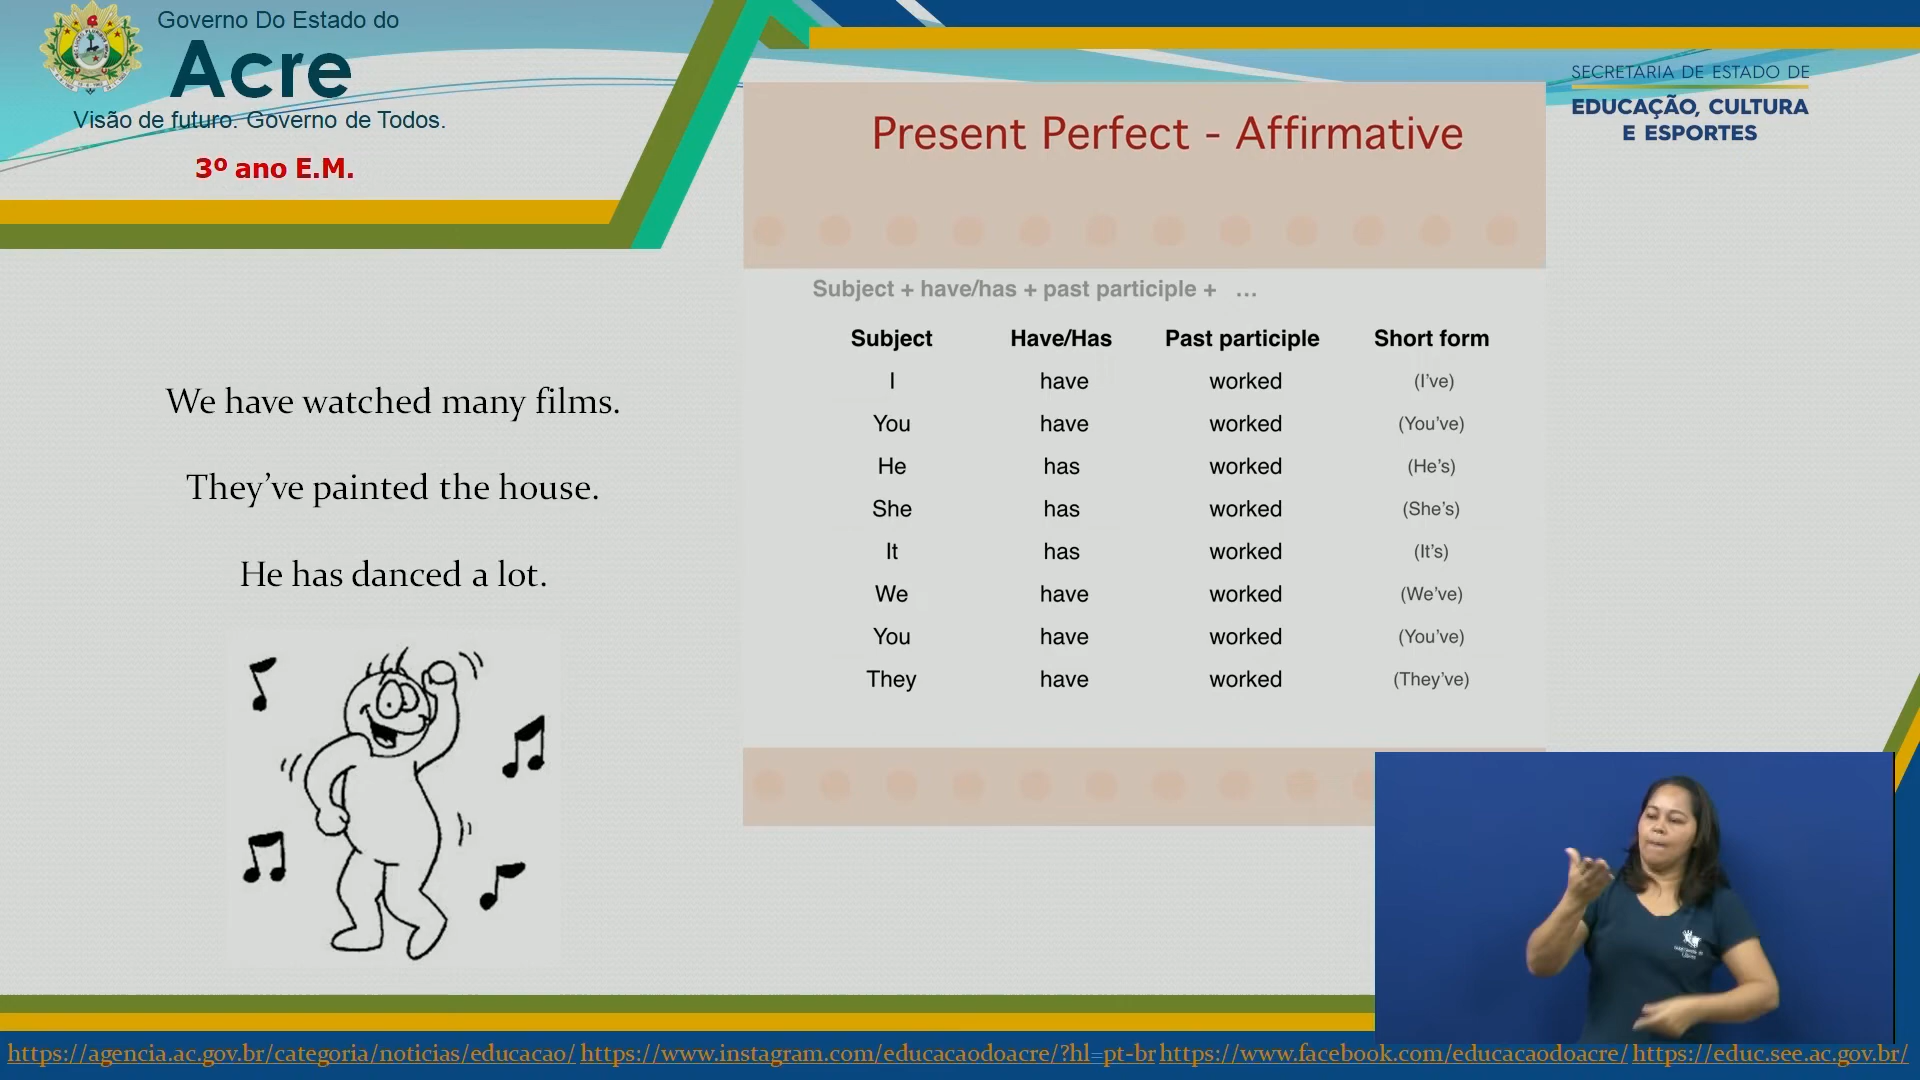 Governo Do Estado do
Acre
Visão de futuro. Governo de Todos.
3º ano E.M.
SECRETARIA DE ESTADO DE
EDUCAÇÃO, CULTURA
E ESPORTES
Present Perfect - Affirmative
Subject + have/has + past participle + …
Subject Have/Has Past participle Short form
I have worked (I’ve)
You have worked (You’ve)
He has worked (He’s)
She has worked (She’s)
It has worked (It’s)
We have worked (We’ve)
You have worked (You’ve)
They have worked (They’ve)
We have watched many films.
They’ve painted the house.
He has danced a lot.
https://agencia.ac.gov.br/categoria/noticias/educacao/ https://www.instagram.com/educacaodoacre/?hl=pt-br https://www.facebook.com/educacaodoacre/ https://educ.see.ac.gov.br/